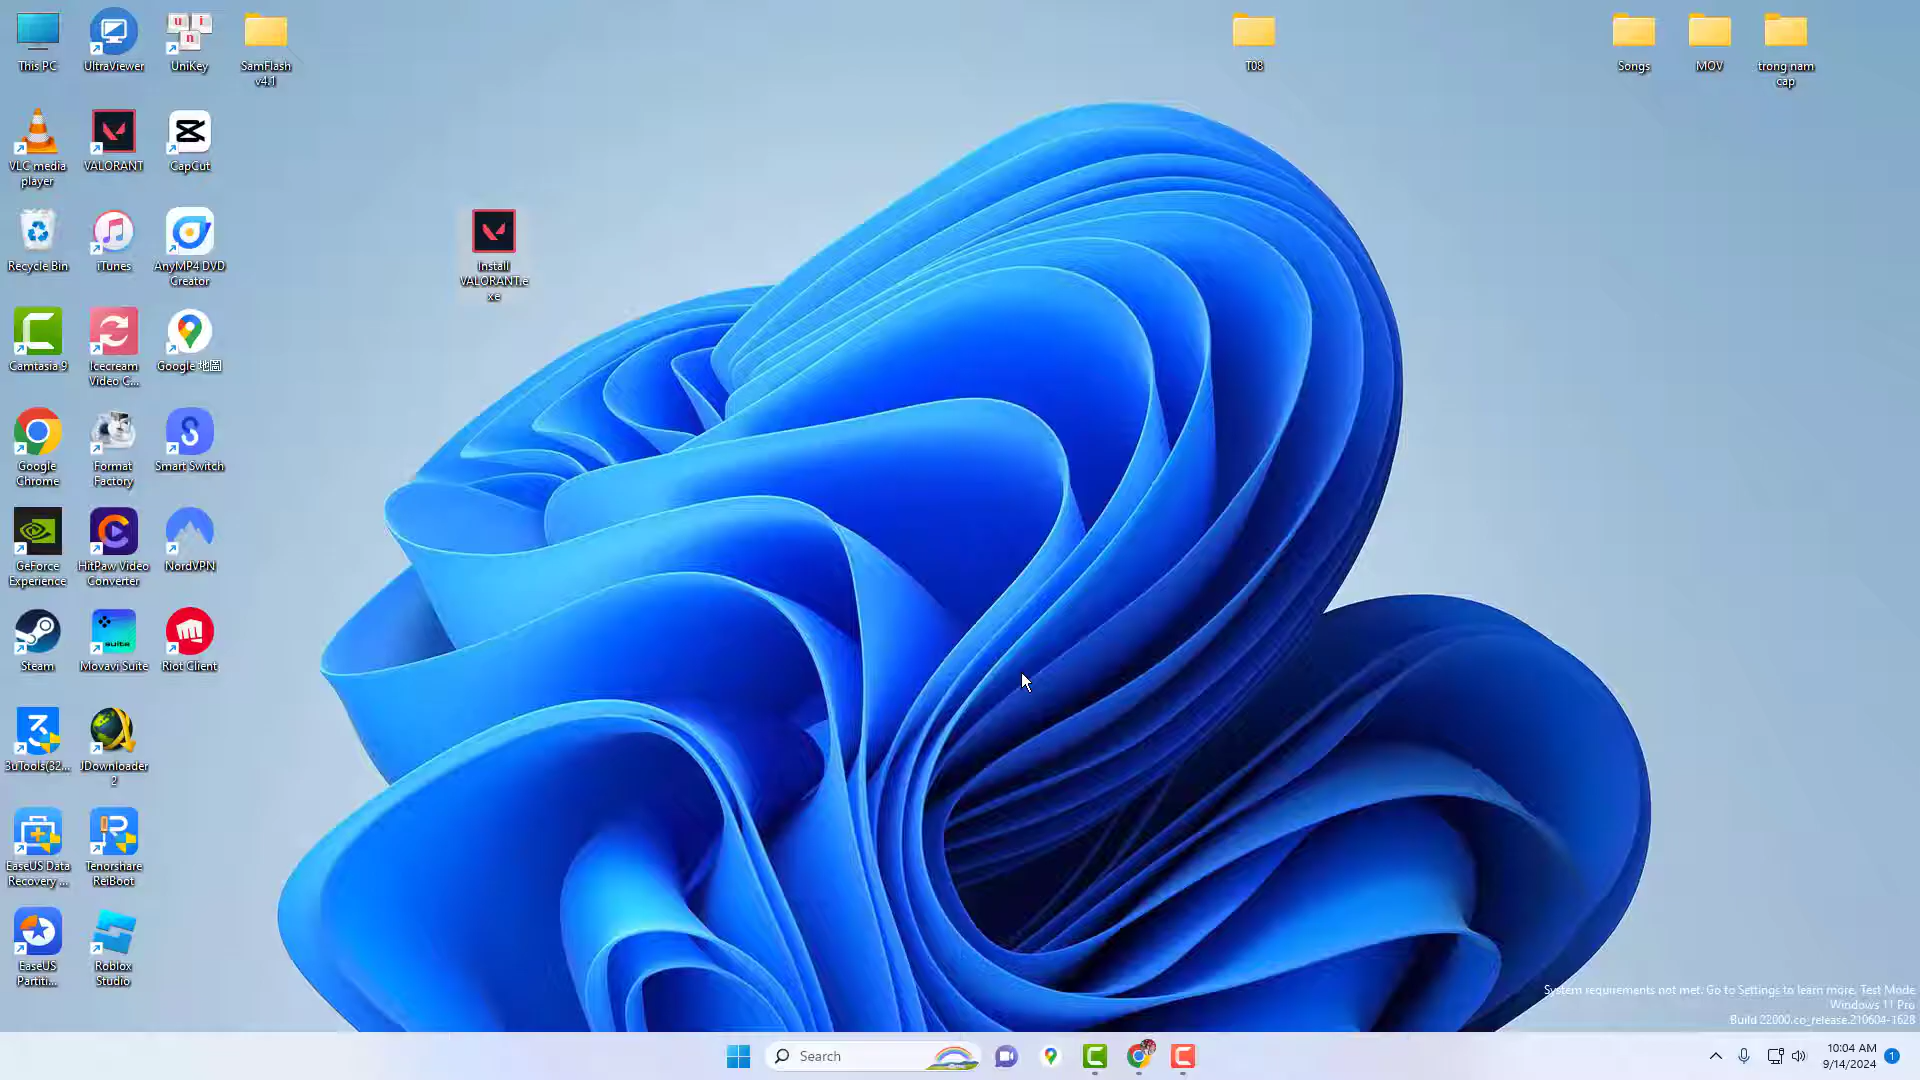 This PC
UltraViewer
UniKey
SamFlash
v4.1
VLC media
player
VALORANT
CapCut
Recycle Bin
iTunes
AnyMP4 DVD
Creator
Camtasia 9
Icecream
Video C...
Google 地圖
Google
Chrome
Format
Factory
Smart Switch
GeForce
Experience
HitPaw Video
Converter
NordVPN
Steam
Movavi Suite
Riot Client
3uTools(32...
JDownloader
2
EaseUS Data
Recovery ...
Tenorshare
ReiBoot
EaseUS
Partiti...
Roblox
Studio
Install
VALORANT.e
xe
T08
Songs
MOV
trong nam
cap
System requirements not met. Go to Settings to learn more. Test Mode
Windows 11 Pro
Build 22000.co_release.210604-1628
Search
10:04 AM
9/14/2024
1